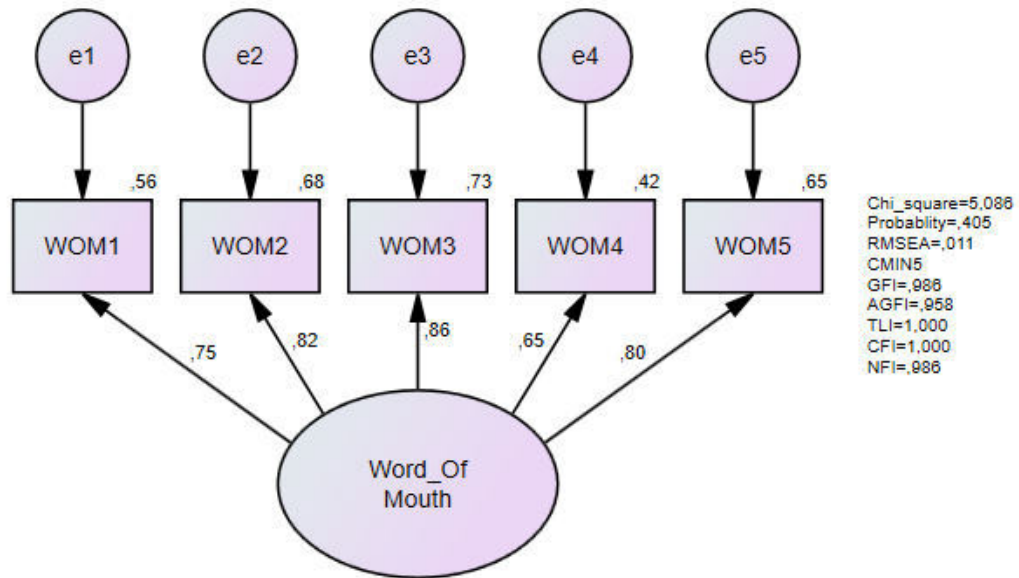 e1
e2
e3
e4
e5
,56
,68
,73
,42
,65
WOM1
WOM2
WOM3
WOM4
WOM5
,75
,82
,86
,65
,80
Word_Of
Mouth
Chi_square=5,086
Probablity=,405
RMSEA=,011
CMIN5
GFI=,986
AGFI=,958
TLI=1,000
CFI=1,000
NFI=,986